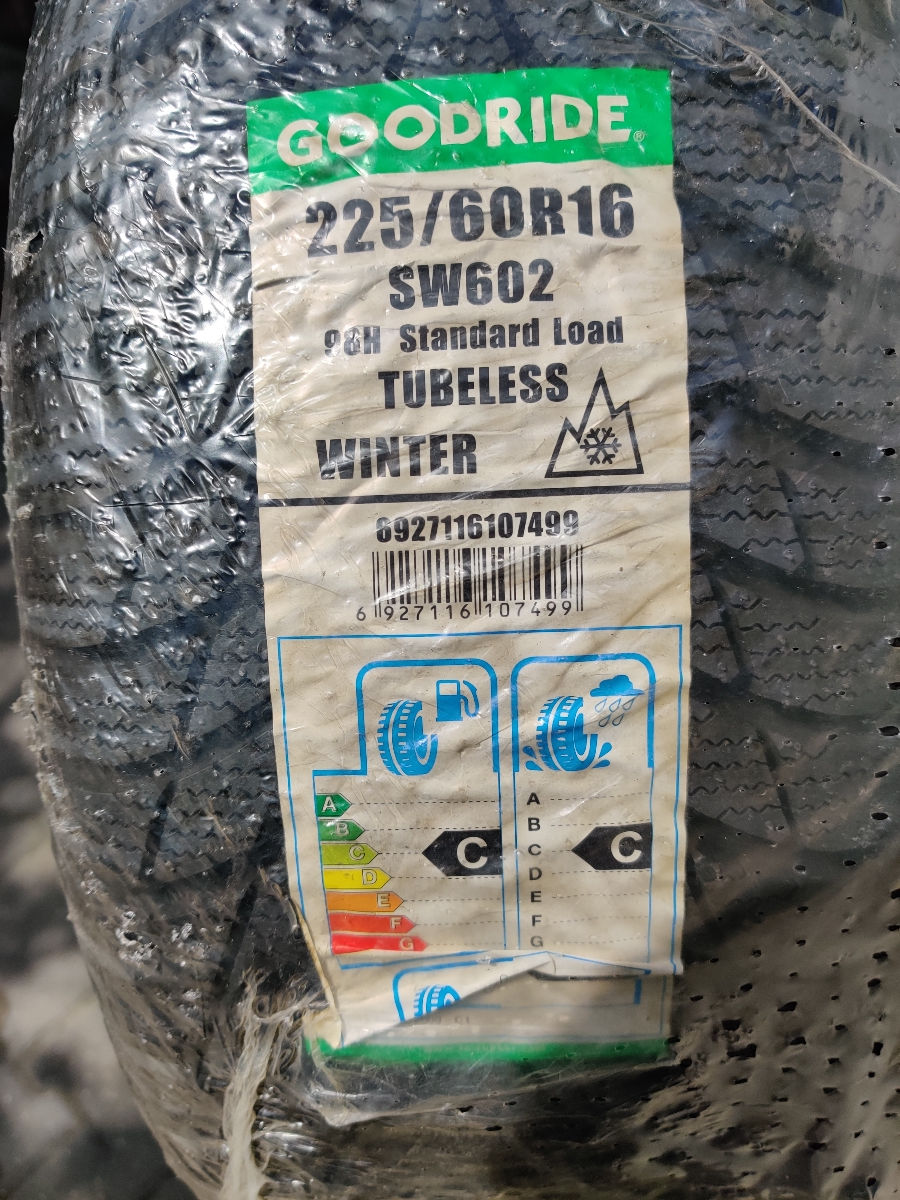 GOODRIDE®
225/60R16
SW602
98H Standard Load
TUBELESS
WINTER
6927116107499
6 927116 107499
A
B
C
D
E
F
G
C
A
B
C
D
E
F
G
C